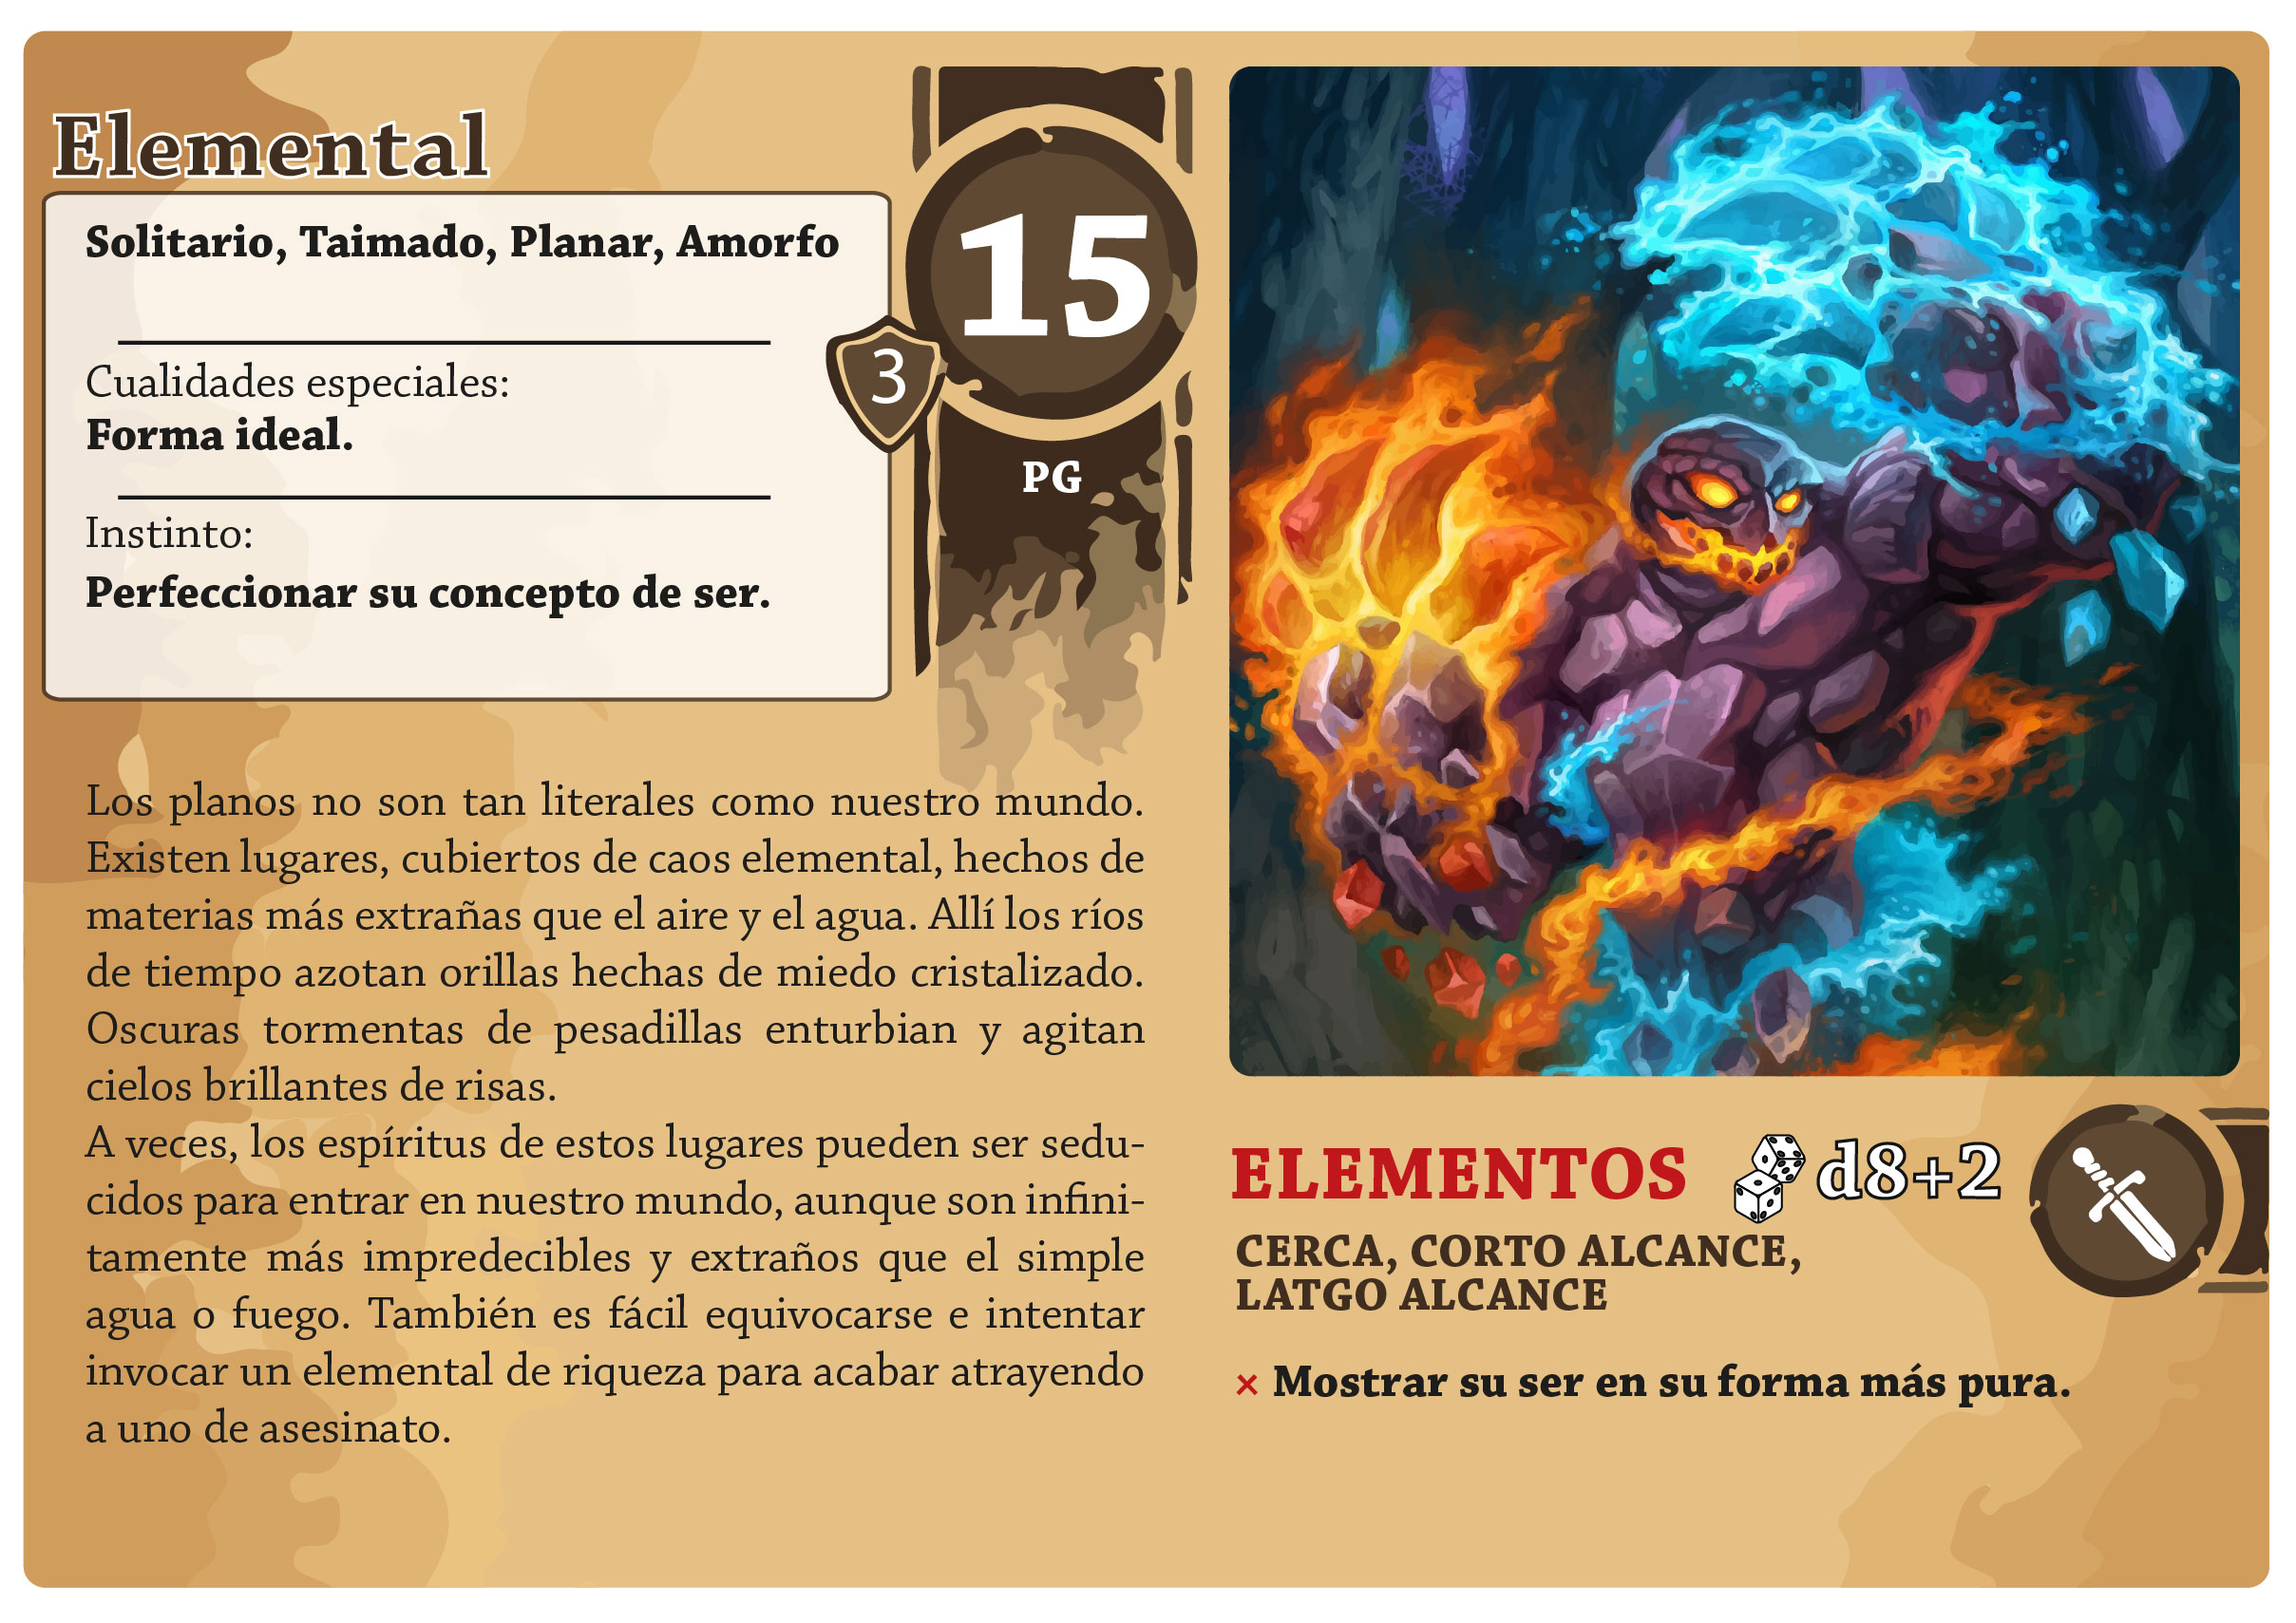 Elemental
Solitario, Taimado, Planar, Amorfo
Cualidades especiales:
Forma ideal.
Instinto:
Perfeccionar su concepto de ser.
15
3
PG
Los planos no son tan literales como nuestro mundo.
Existen lugares, cubiertos de caos elemental, hechos de
materias más extrañas que el aire y el agua. Allí los ríos
de tiempo azotan orillas hechas de miedo cristalizado.
Oscuras tormentas de pesadillas enturbian y agitan
cielos brillantes de risas.
A veces, los espíritus de estos lugares pueden ser sedu-
cidos para entrar en nuestro mundo, aunque son infini-
tamente más impredecibles y extraños que el simple
agua o fuego. También es fácil equivocarse e intentar
invocar un elemental de riqueza para acabar atrayendo
a uno de asesinato.
ELEMENTOS d8+2
CERCA, CORTO ALCANCE,
LATGO ALCANCE
× Mostrar su ser en su forma más pura.